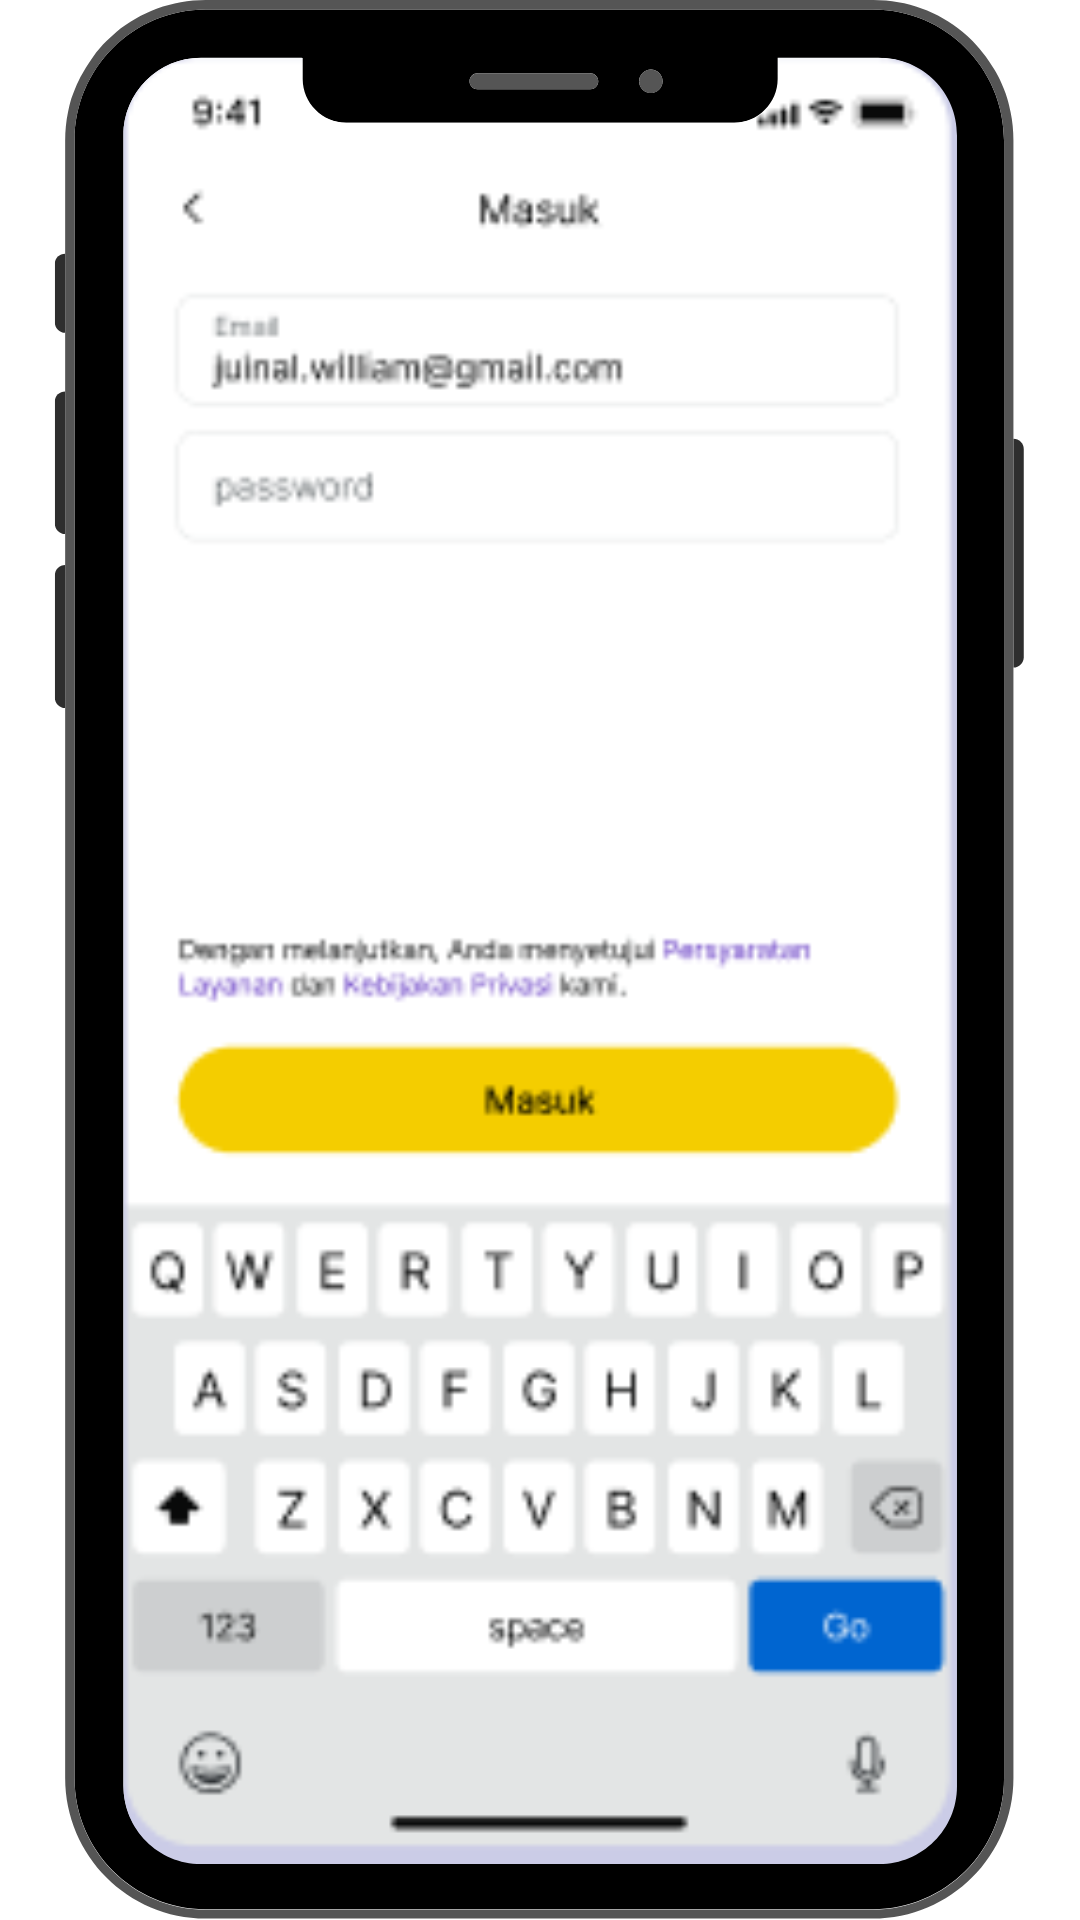 9:41
Masuk
Email
juinal.william@gmail.com
password
Dengan melanjutkan, Anda menyetujui Persyaratan
Layanan dan Kebijakan Privasi kami.
Masuk
Q W E R T Y U I O P
A S D F G H J K L
Z X C V B N M
123 space Go